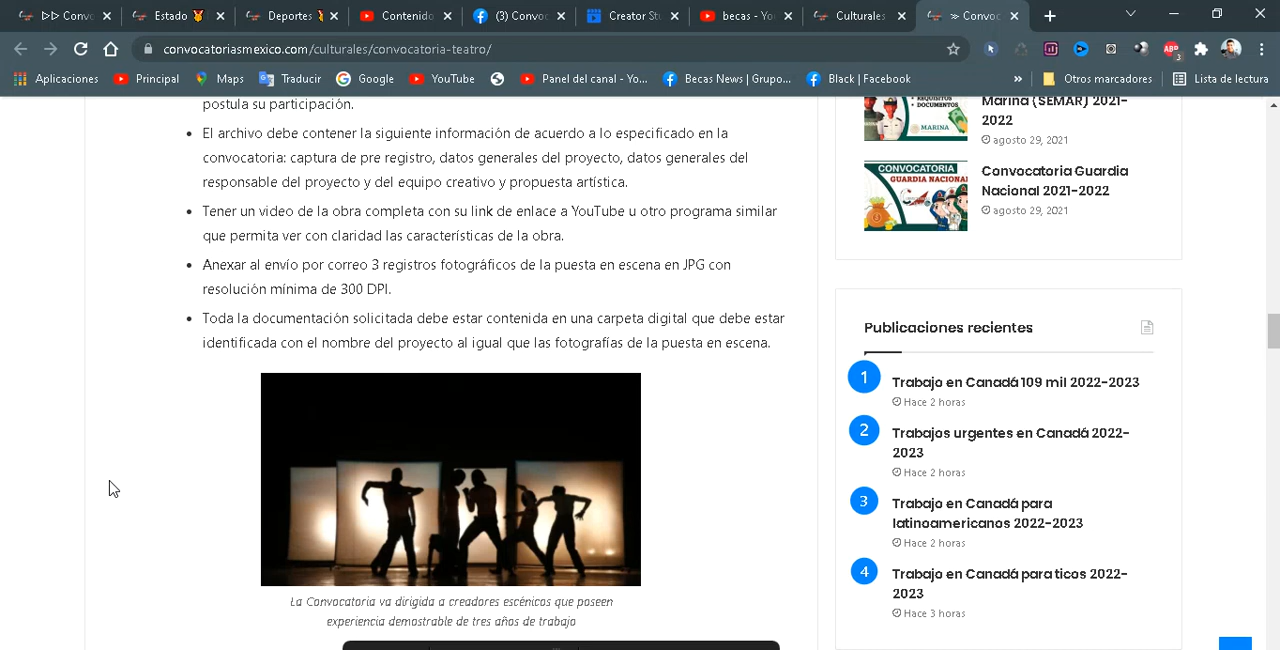 ▷▷ Convo
Estado
Deportes
Contenido
(3) Convoc
Creator Stu
becas - Yo
Culturales
≫ Convoc
convocatoriasmexico.com/culturales/convocatoria-teatro/
ABP
3
Aplicaciones
Principal
Maps
Traducir
Google
YouTube
Panel del canal - Yo...
Becas News | Grupo...
Black | Facebook
»
Otros marcadores
Lista de lectura
postula su participación.
El archivo debe contener la siguiente información de acuerdo a lo especificado en la
convocatoria: captura de pre registro, datos generales del proyecto, datos generales del
responsable del proyecto y del equipo creativo y propuesta artística.
Tener un video de la obra completa con su link de enlace a YouTube u otro programa similar
que permita ver con claridad las características de la obra.
Anexar al envío por correo 3 registros fotográficos de la puesta en escena en JPG con
resolución mínima de 300 DPI.
Toda la documentación solicitada debe estar contenida en una carpeta digital que debe estar
identificada con el nombre del proyecto al igual que las fotografías de la puesta en escena.
La Convocatoria va dirigida a creadores escénicos que poseen
experiencia demostrable de tres años de trabajo
REQUISITOS
DOCUMENTOS
MARINA
Marina (SEMAR) 2021-
2022
agosto 29, 2021
CONVOCATORIA
GUARDIA NACIONAL
Convocatoria Guardia
Nacional 2021-2022
agosto 29, 2021
Publicaciones recientes
1
Trabajo en Canadá 109 mil 2022-2023
Hace 2 horas
2
Trabajos urgentes en Canadá 2022-
2023
Hace 2 horas
3
Trabajo en Canadá para
latinoamericanos 2022-2023
Hace 2 horas
4
Trabajo en Canadá para ticos 2022-
2023
Hace 3 horas